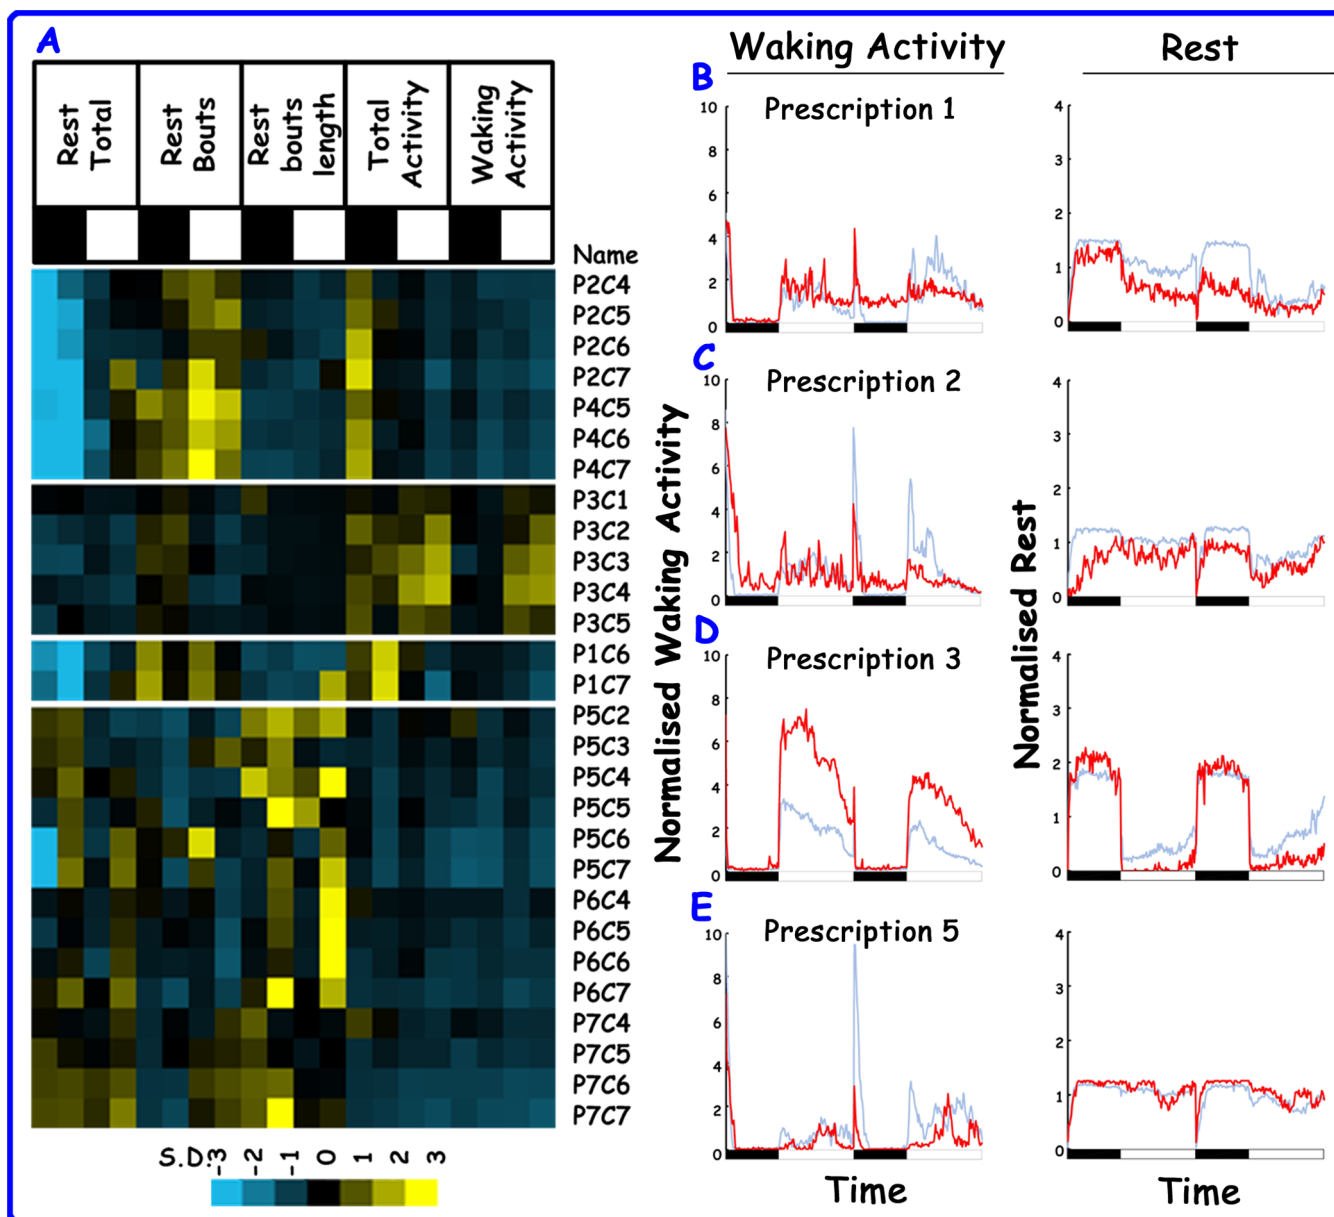 A
Rest Total
Rest Bouts
Rest bouts length
Total Activity
Waking Activity
Name
P2C4
P2C5
P2C6
P2C7
P4C5
P4C6
P4C7
P3C1
P3C2
P3C3
P3C4
P3C5
P1C6
P1C7
P5C2
P5C3
P5C4
P5C5
P5C6
P5C7
P6C4
P6C5
P6C6
P6C7
P7C4
P7C5
P7C6
P7C7
S.D.
-3 -2 -1 0 1 2 3
Waking Activity
Rest
Normalised Waking Activity
Normalised Rest
B
Prescription 1
10
8
6
4
2
0
4
3
2
1
0
C
Prescription 2
10
8
6
4
2
0
4
3
2
1
0
D
Prescription 3
10
8
6
4
2
0
4
3
2
1
0
E
Prescription 5
10
8
6
4
2
0
4
3
2
1
0
Time
Time